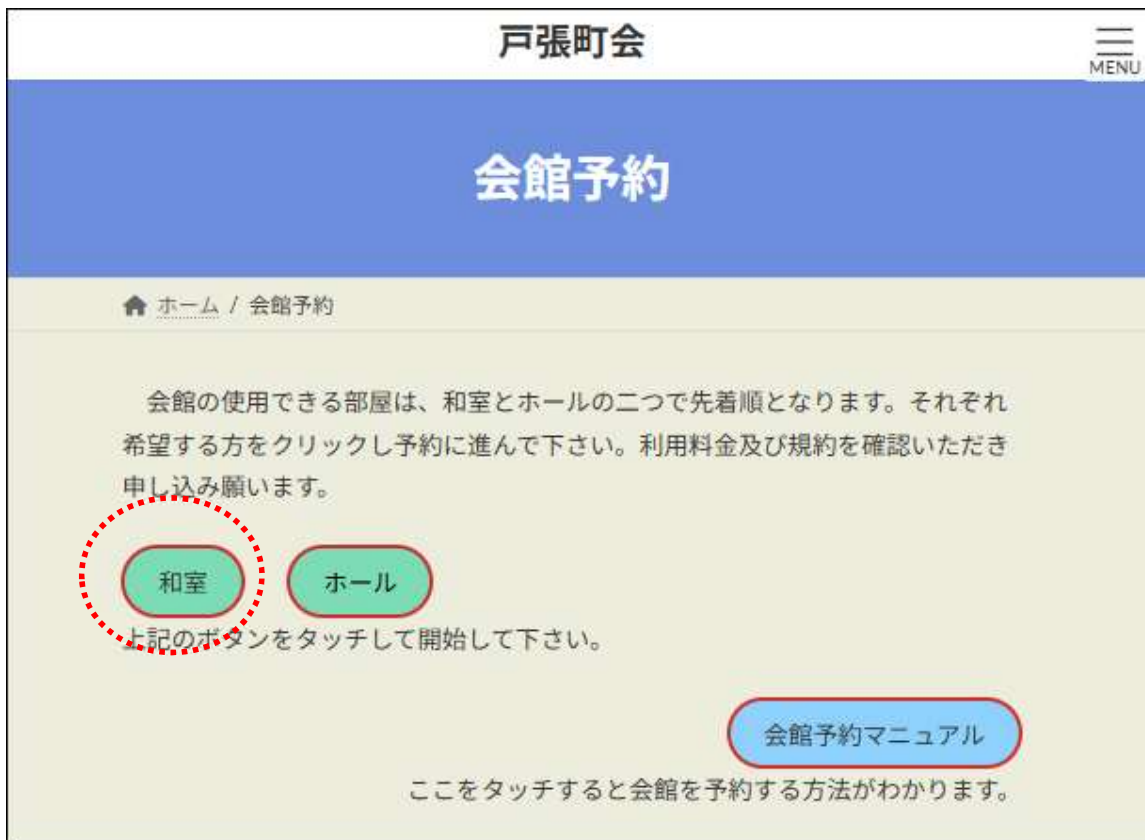 戸張町会
MENU
会館予約
ホーム / 会館予約
会館の使用できる部屋は、和室とホールの二つで先着順となります。それぞれ
希望する方をクリックし予約に進んで下さい。利用料金及び規約を確認いただき
申し込み願います。
和室 ホール
上記のボタンをタッチして開始して下さい。
会館予約マニュアル
ここをタッチすると会館を予約する方法がわかります。